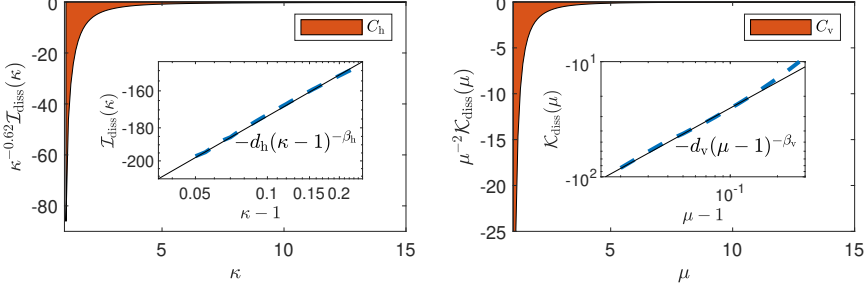 0
-20
-40
-60
-80
κ^{-0.62} 𝓘_diss(κ)
C_h
-160
-180
-200
𝓘_diss(κ)
-d_h(κ - 1)^{-β_h}
0.05 0.1 0.15 0.2
κ - 1
5 10 15
κ
0
-5
-10
-15
-20
-25
μ^{-2} 𝒦_diss(μ)
C_v
-10^1
-10^2
𝒦_diss(μ)
-d_v(μ - 1)^{-β_v}
10^{-1}
μ - 1
5 10 15
μ